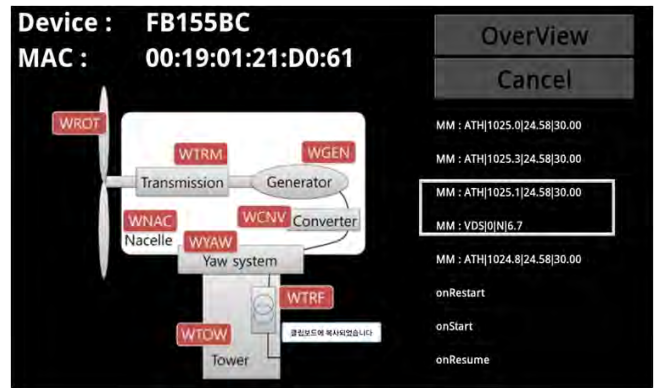 Device : FB155BC
MAC : 00:19:01:21:D0:61
OverView
Cancel
WROT
WTRM
WGEN
Transmission
Generator
WNAC
WCNV
Converter
Nacelle
WYAW
Yaw system
WTRF
WTOW
클립보드에 복사되었습니다
Tower
MM : ATH|1025.0|24.58|30.00
MM : ATH|1025.3|24.58|30.00
MM : ATH|1025.1|24.58|30.00
MM : VDS|0|N|6.7
MM : ATH|1024.8|24.58|30.00
onRestart
onStart
onResume